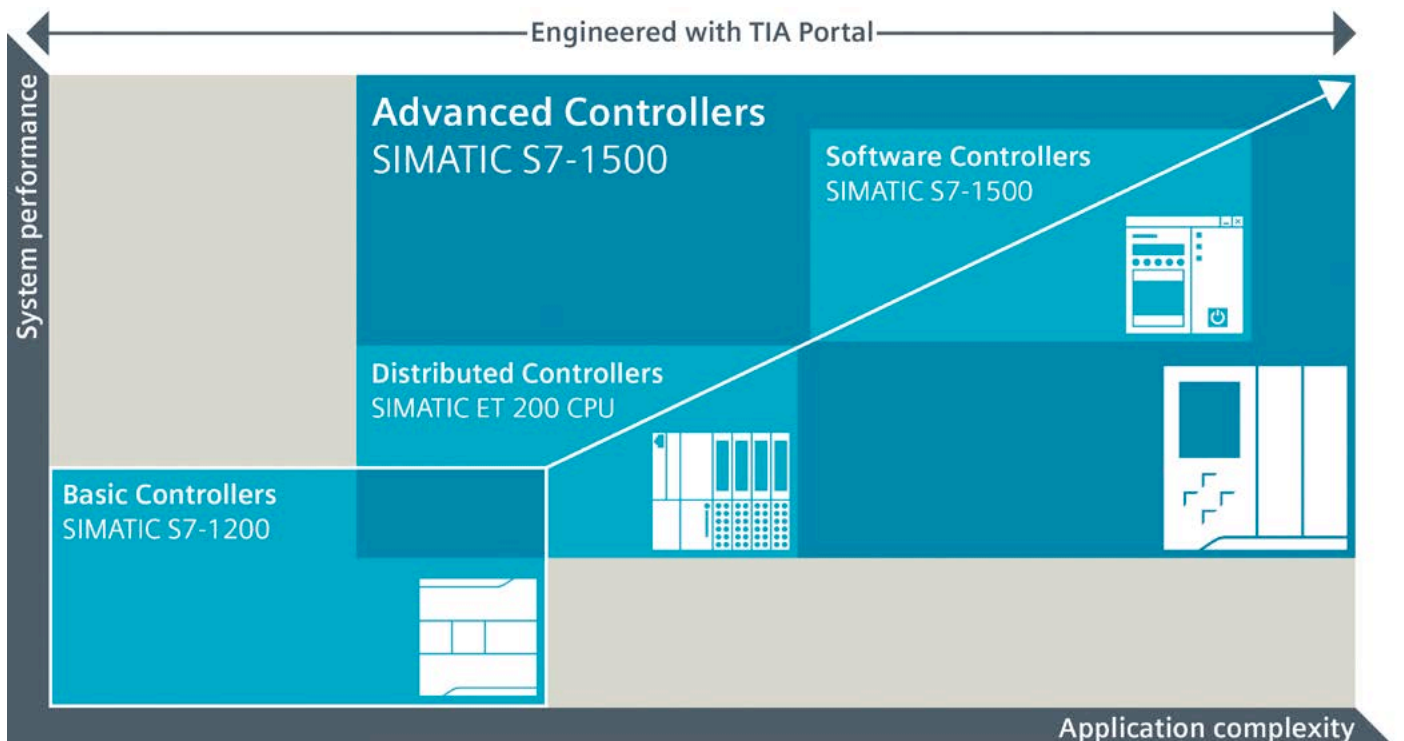 Engineered with TIA Portal
System performance
Advanced Controllers
SIMATIC S7-1500
Software Controllers
SIMATIC S7-1500
Distributed Controllers
SIMATIC ET 200 CPU
Basic Controllers
SIMATIC S7-1200
Application complexity